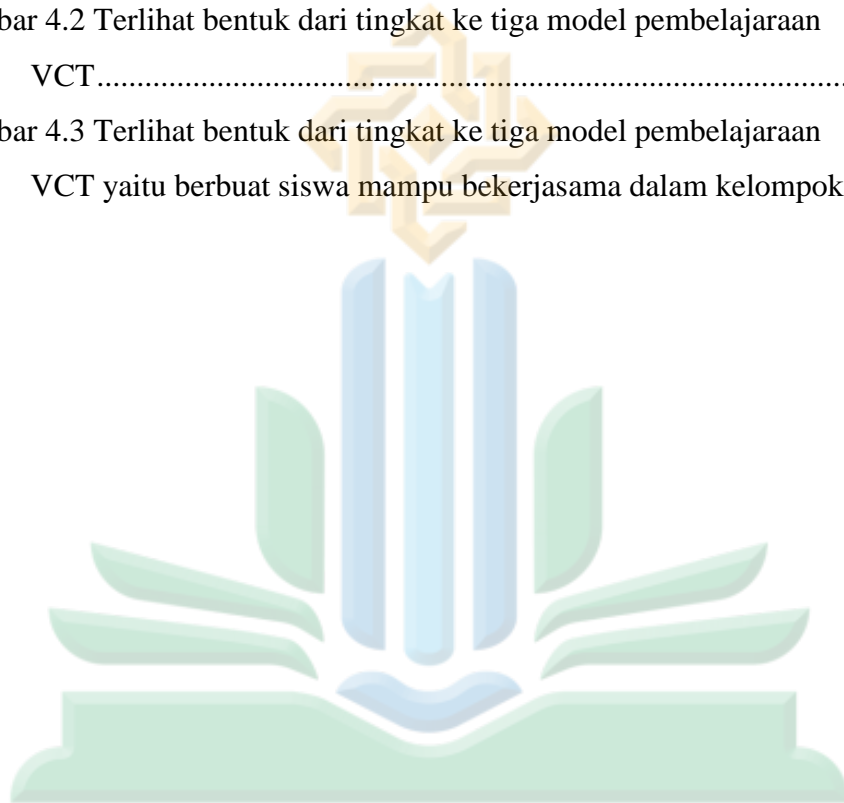 bar 4.2 Terlihat bentuk dari tingkat ke tiga model pembelajaraan
VCT...............................................................................................
bar 4.3 Terlihat bentuk dari tingkat ke tiga model pembelajaraan
VCT yaitu berbuat siswa mampu bekerjasama dalam kelompok